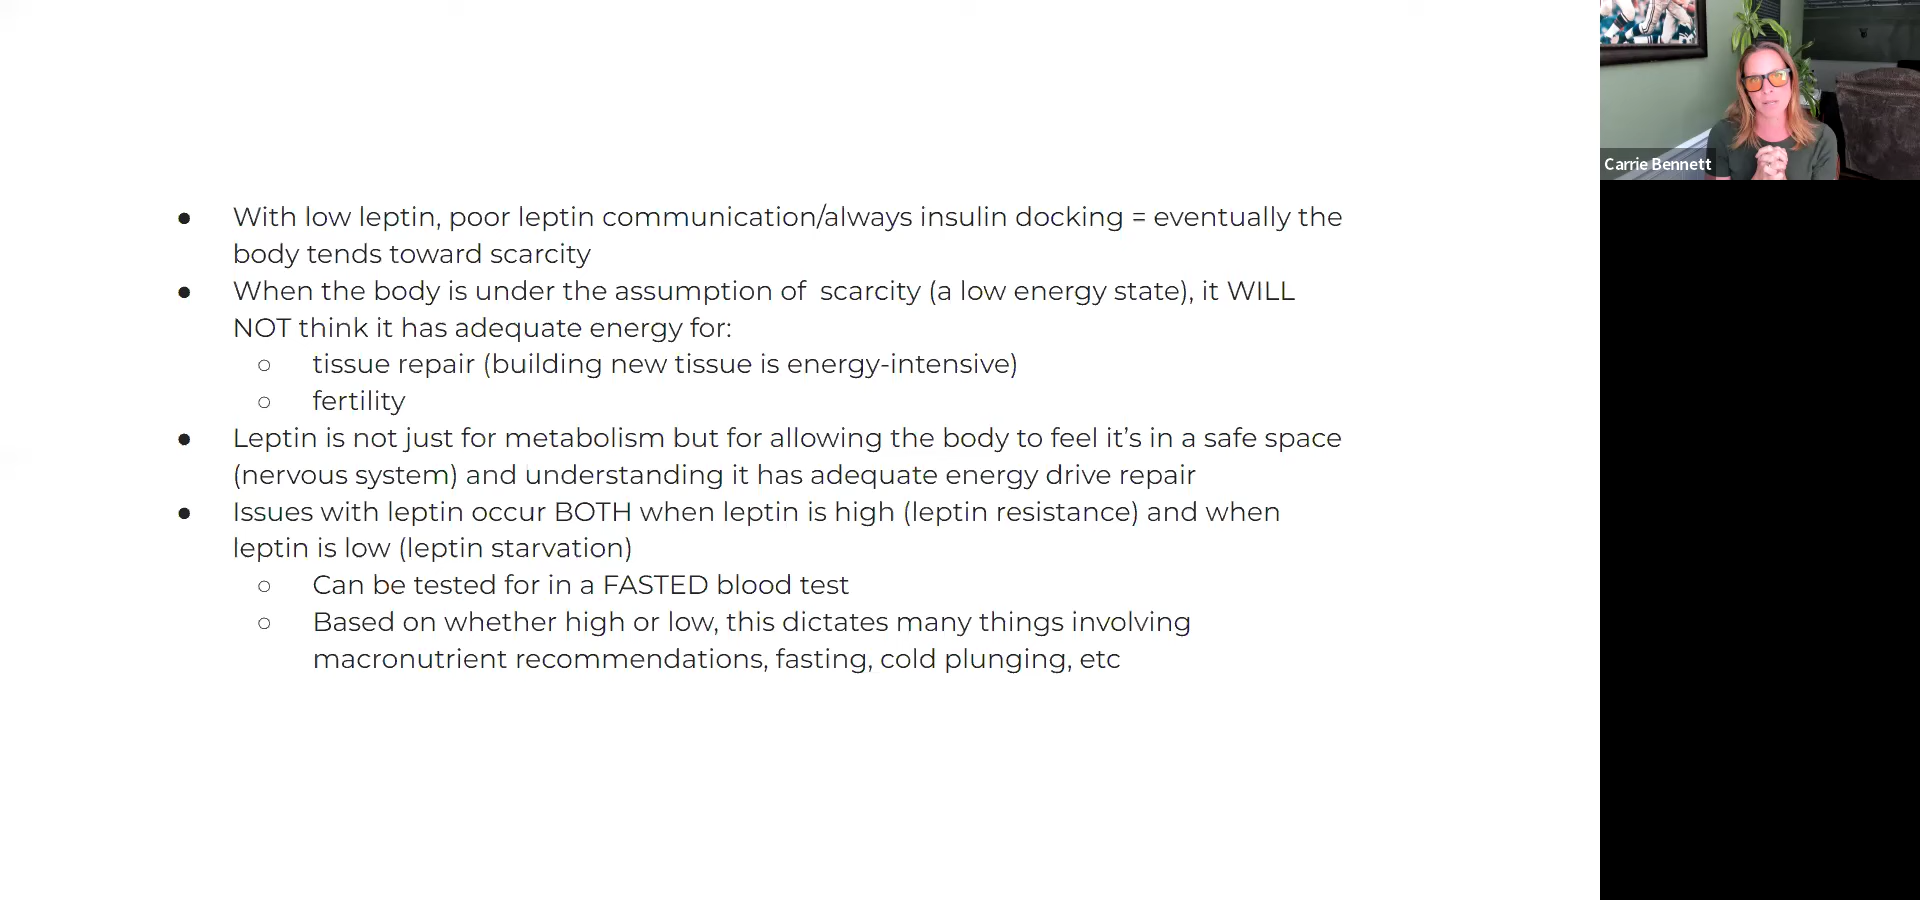 ● With low leptin, poor leptin communication/always insulin docking = eventually the
body tends toward scarcity
● When the body is under the assumption of  scarcity (a low energy state), it WILL
NOT think it has adequate energy for:
○ tissue repair (building new tissue is energy-intensive)
○ fertility
● Leptin is not just for metabolism but for allowing the body to feel it’s in a safe space
(nervous system) and understanding it has adequate energy drive repair
● Issues with leptin occur BOTH when leptin is high (leptin resistance) and when
leptin is low (leptin starvation)
○ Can be tested for in a FASTED blood test
○ Based on whether high or low, this dictates many things involving
macronutrient recommendations, fasting, cold plunging, etc
Carrie Bennett